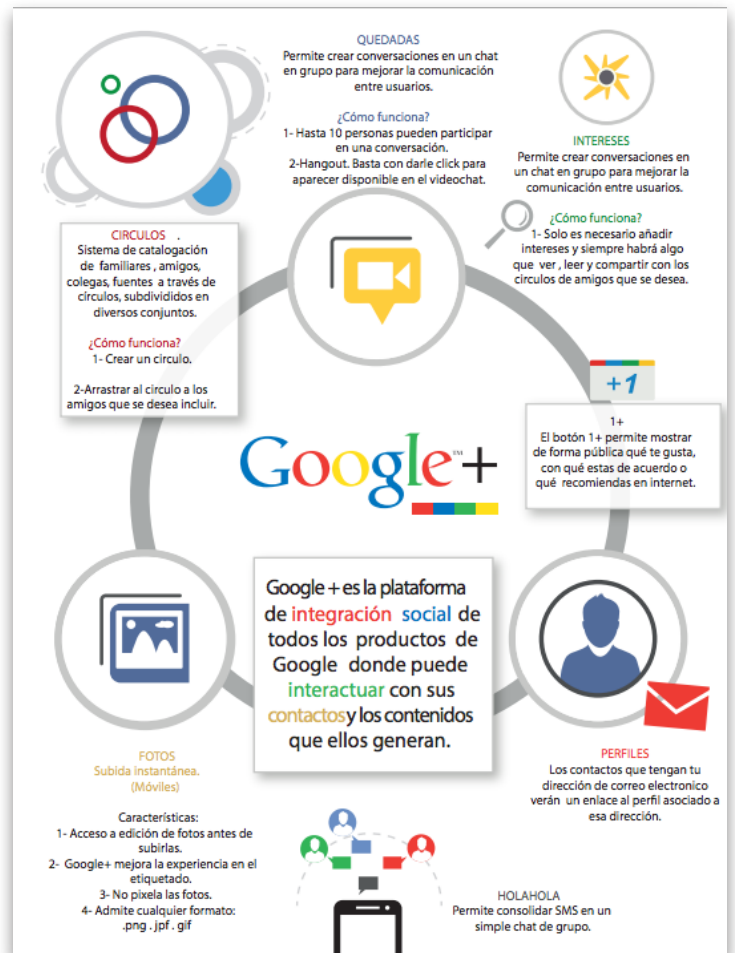 QUEDADAS
Permite crear conversaciones en un chat
en grupo para mejorar la comunicación
entre usuarios.
¿Cómo funciona?
1- Hasta 10 personas pueden participar
en una conversación.
2-Hangout. Basta con darle click para
aparecer disponible en el videochat.
INTERESES
Permite crear conversaciones en
un chat en grupo para mejorar la
comunicación entre usuarios.
¿Cómo funciona?
1- Solo es necesario añadir
intereses y siempre habrá algo
que ver , leer y compartir con los
circulos de amigos que se desea.
CIRCULOS .
Sistema de catalogación
de familiares , amigos,
colegas, fuentes a través de
círculos, subdivididos en
diversos conjuntos.
¿Cómo funciona?
1- Crear un circulo.
2-Arrastrar al circulo a los
amigos que se desea incluir.
+1
1+
El botón 1+ permite mostrar
de forma pública qué te gusta,
con qué estas de acuerdo o
qué recomiendas en internet.
Google™+
Google + es la plataforma
de integración social de
todos los productos de
Google donde puede
interactuar con sus
contactos y los contenidos
que ellos generan.
FOTOS
Subida instantánea.
(Móviles)
Características:
1- Acceso a edición de fotos antes de
subirlas.
2- Google+ mejora la experiencia en el
etiquetado.
3- No pixela las fotos.
4- Admite cualquier formato:
.png . jpf . gif
PERFILES
Los contactos que tengan tu
dirección de correo electronico
verán un enlace al perfil asociado a
esa dirección.
HOLAHOLA
Permite consolidar SMS en un
simple chat de grupo.